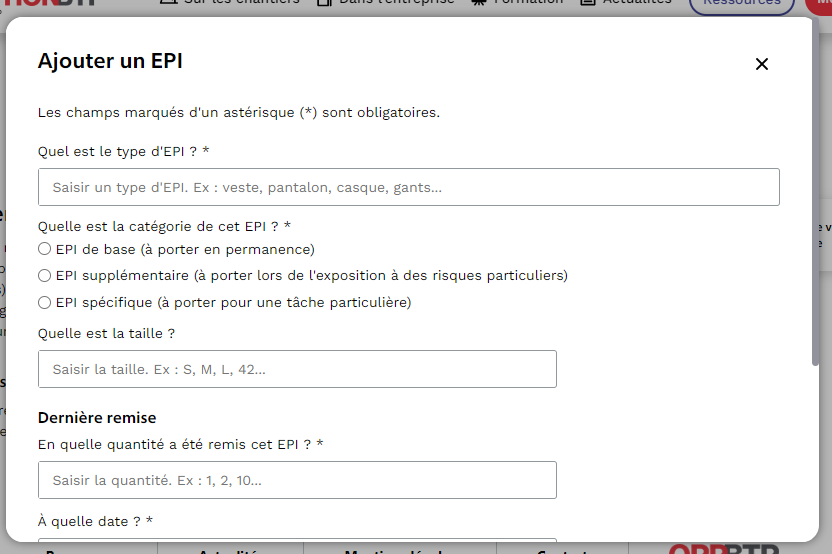 Sur les chantiers
Dans l'entreprise
Formation
Actualités
Ressources
Ajouter un EPI
Les champs marqués d'un astérisque (*) sont obligatoires.
Quel est le type d'EPI ? *
Saisir un type d'EPI. Ex : veste, pantalon, casque, gants...
Quelle est la catégorie de cet EPI ? *
EPI de base (à porter en permanence)
EPI supplémentaire (à porter lors de l'exposition à des risques particuliers)
EPI spécifique (à porter pour une tâche particulière)
Quelle est la taille ?
Saisir la taille. Ex : S, M, L, 42...
Dernière remise
En quelle quantité a été remis cet EPI ? *
Saisir la quantité. Ex : 1, 2, 10...
À quelle date ? *
OPPBTP